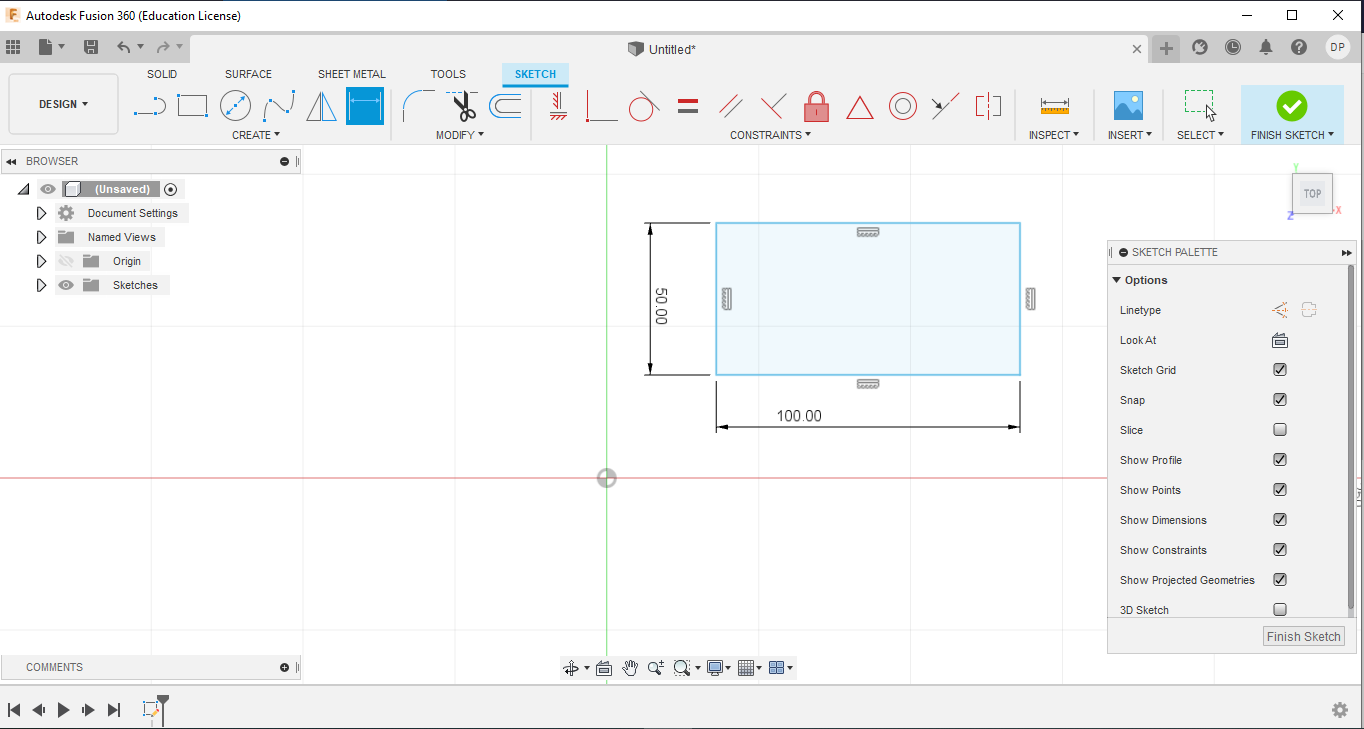 Autodesk Fusion 360 (Education License)
Untitled*
DP
SOLID SURFACE SHEET METAL TOOLS SKETCH
DESIGN
CREATE MODIFY CONSTRAINTS INSPECT INSERT SELECT FINISH SKETCH
BROWSER
(Unsaved)
Document Settings
Named Views
Origin
Sketches
Y
TOP
X
Z
50.00
100.00
SKETCH PALETTE
Options
Linetype
Look At
Sketch Grid
Snap
Slice
Show Profile
Show Points
Show Dimensions
Show Constraints
Show Projected Geometries
3D Sketch
Finish Sketch
COMMENTS